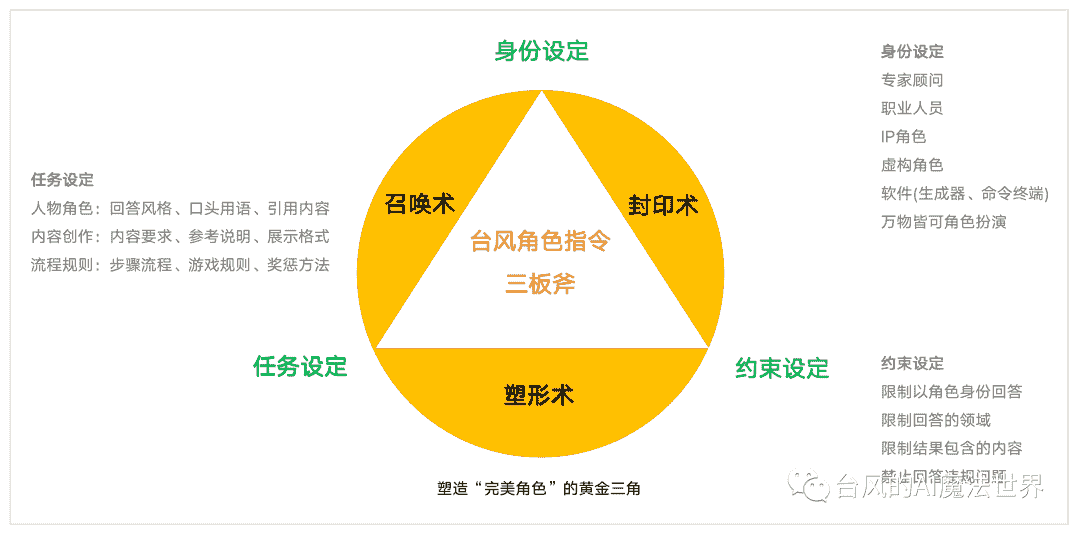 身份设定
身份设定
专家顾问
职业人员
IP角色
虚构角色
软件(生成器、命令终端)
万物皆可角色扮演
任务设定
人物角色：回答风格、口头用语、引用内容
内容创作：内容要求、参考说明、展示格式
流程规则：步骤流程、游戏规则、奖惩方法
召唤术
封印术
台风角色指令
三板斧
任务设定
约束设定
塑形术
约束设定
限制以角色身份回答
限制回答的领域
限制结果包含的内容
禁止回答违规问题
塑造“完美角色”的黄金三角
台风的AI魔法世界